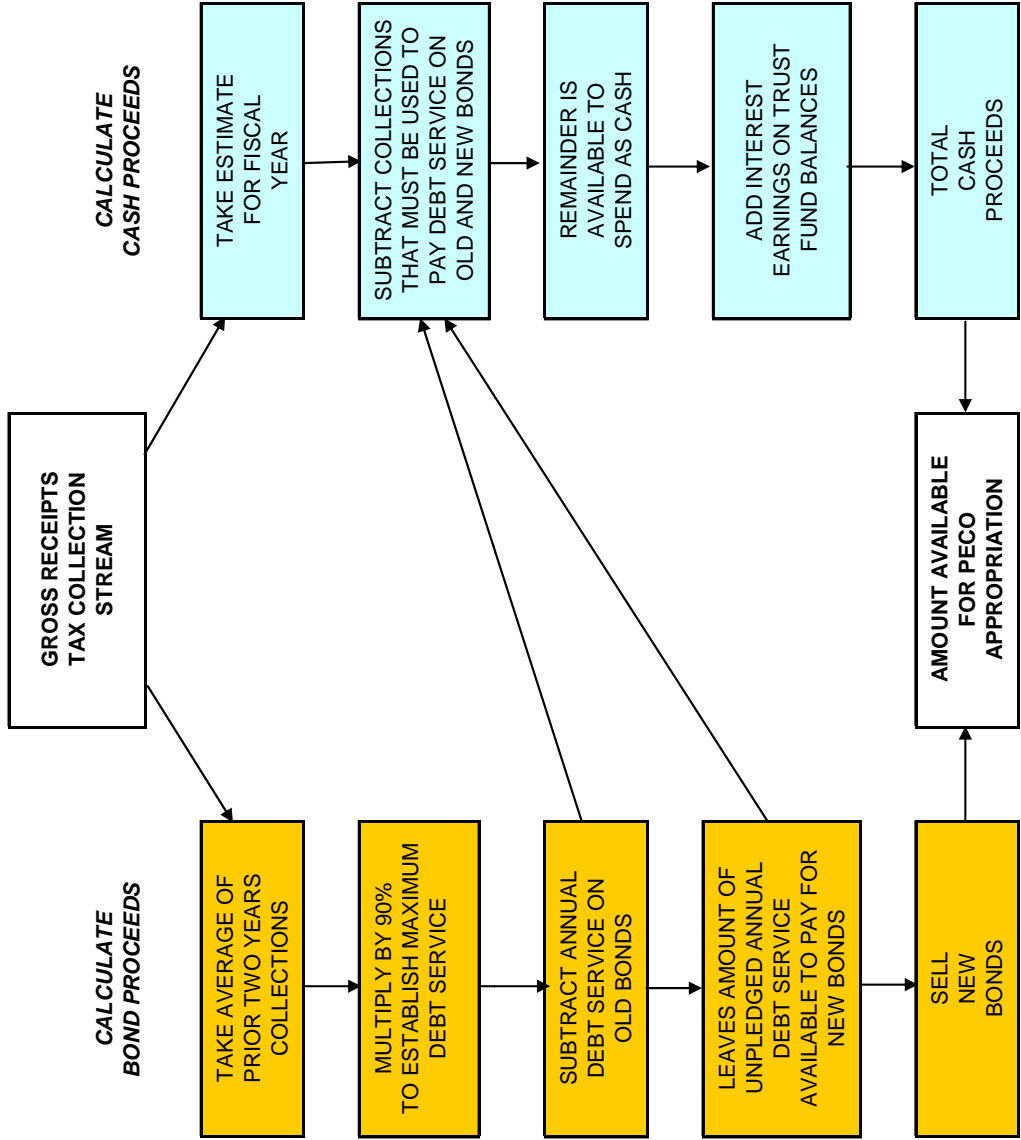 GROSS RECEIPTS
TAX COLLECTION
STREAM
CALCULATE
BOND PROCEEDS
TAKE AVERAGE OF
PRIOR TWO YEARS
COLLECTIONS
MULTIPLY BY 90%
TO ESTABLISH MAXIMUM
DEBT SERVICE
SUBTRACT ANNUAL
DEBT SERVICE ON
OLD BONDS
LEAVES AMOUNT OF
UNPLEDGED ANNUAL
DEBT SERVICE
AVAILABLE TO PAY FOR
NEW BONDS
SELL
NEW
BONDS
CALCULATE
CASH PROCEEDS
TAKE ESTIMATE
FOR FISCAL
YEAR
SUBTRACT COLLECTIONS
THAT MUST BE USED TO
PAY DEBT SERVICE ON
OLD AND NEW BONDS
REMAINDER IS
AVAILABLE TO
SPEND AS CASH
ADD INTEREST
EARNINGS ON TRUST
FUND BALANCES
TOTAL
CASH
PROCEEDS
AMOUNT AVAILABLE
FOR PECO
APPROPRIATION